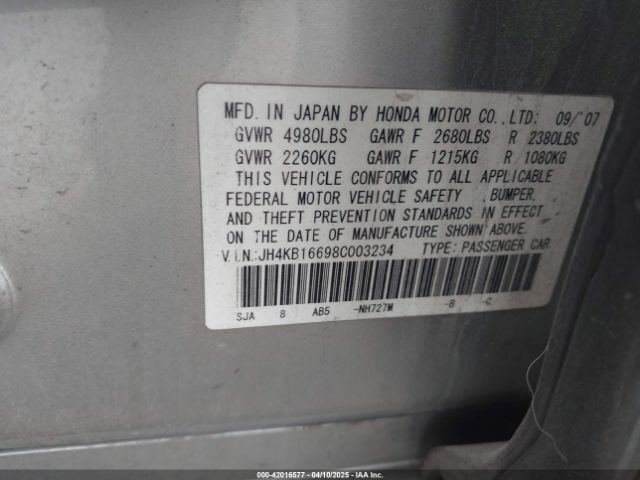 MFD. IN JAPAN BY HONDA MOTOR CO.,LTD. 09/'07
GVWR 4980LBS GAWR F 2680LBS R 2380LBS
GVWR 2260KG GAWR F 1215KG R 1080KG
THIS VEHICLE CONFORMS TO ALL APPLICABLE
FEDERAL MOTOR VEHICLE SAFETY , BUMPER,
AND THEFT PREVENTION STANDARDS IN EFFECT
ON THE DATE OF MANUFACTURE SHOWN ABOVE.
V.I.N.:JH4KB16698C003234 TYPE: PASSENGER CAR
SJA 8 AB5 -NH727M -B -C
000-42016577 - 04/10/2025 - IAAI.COM